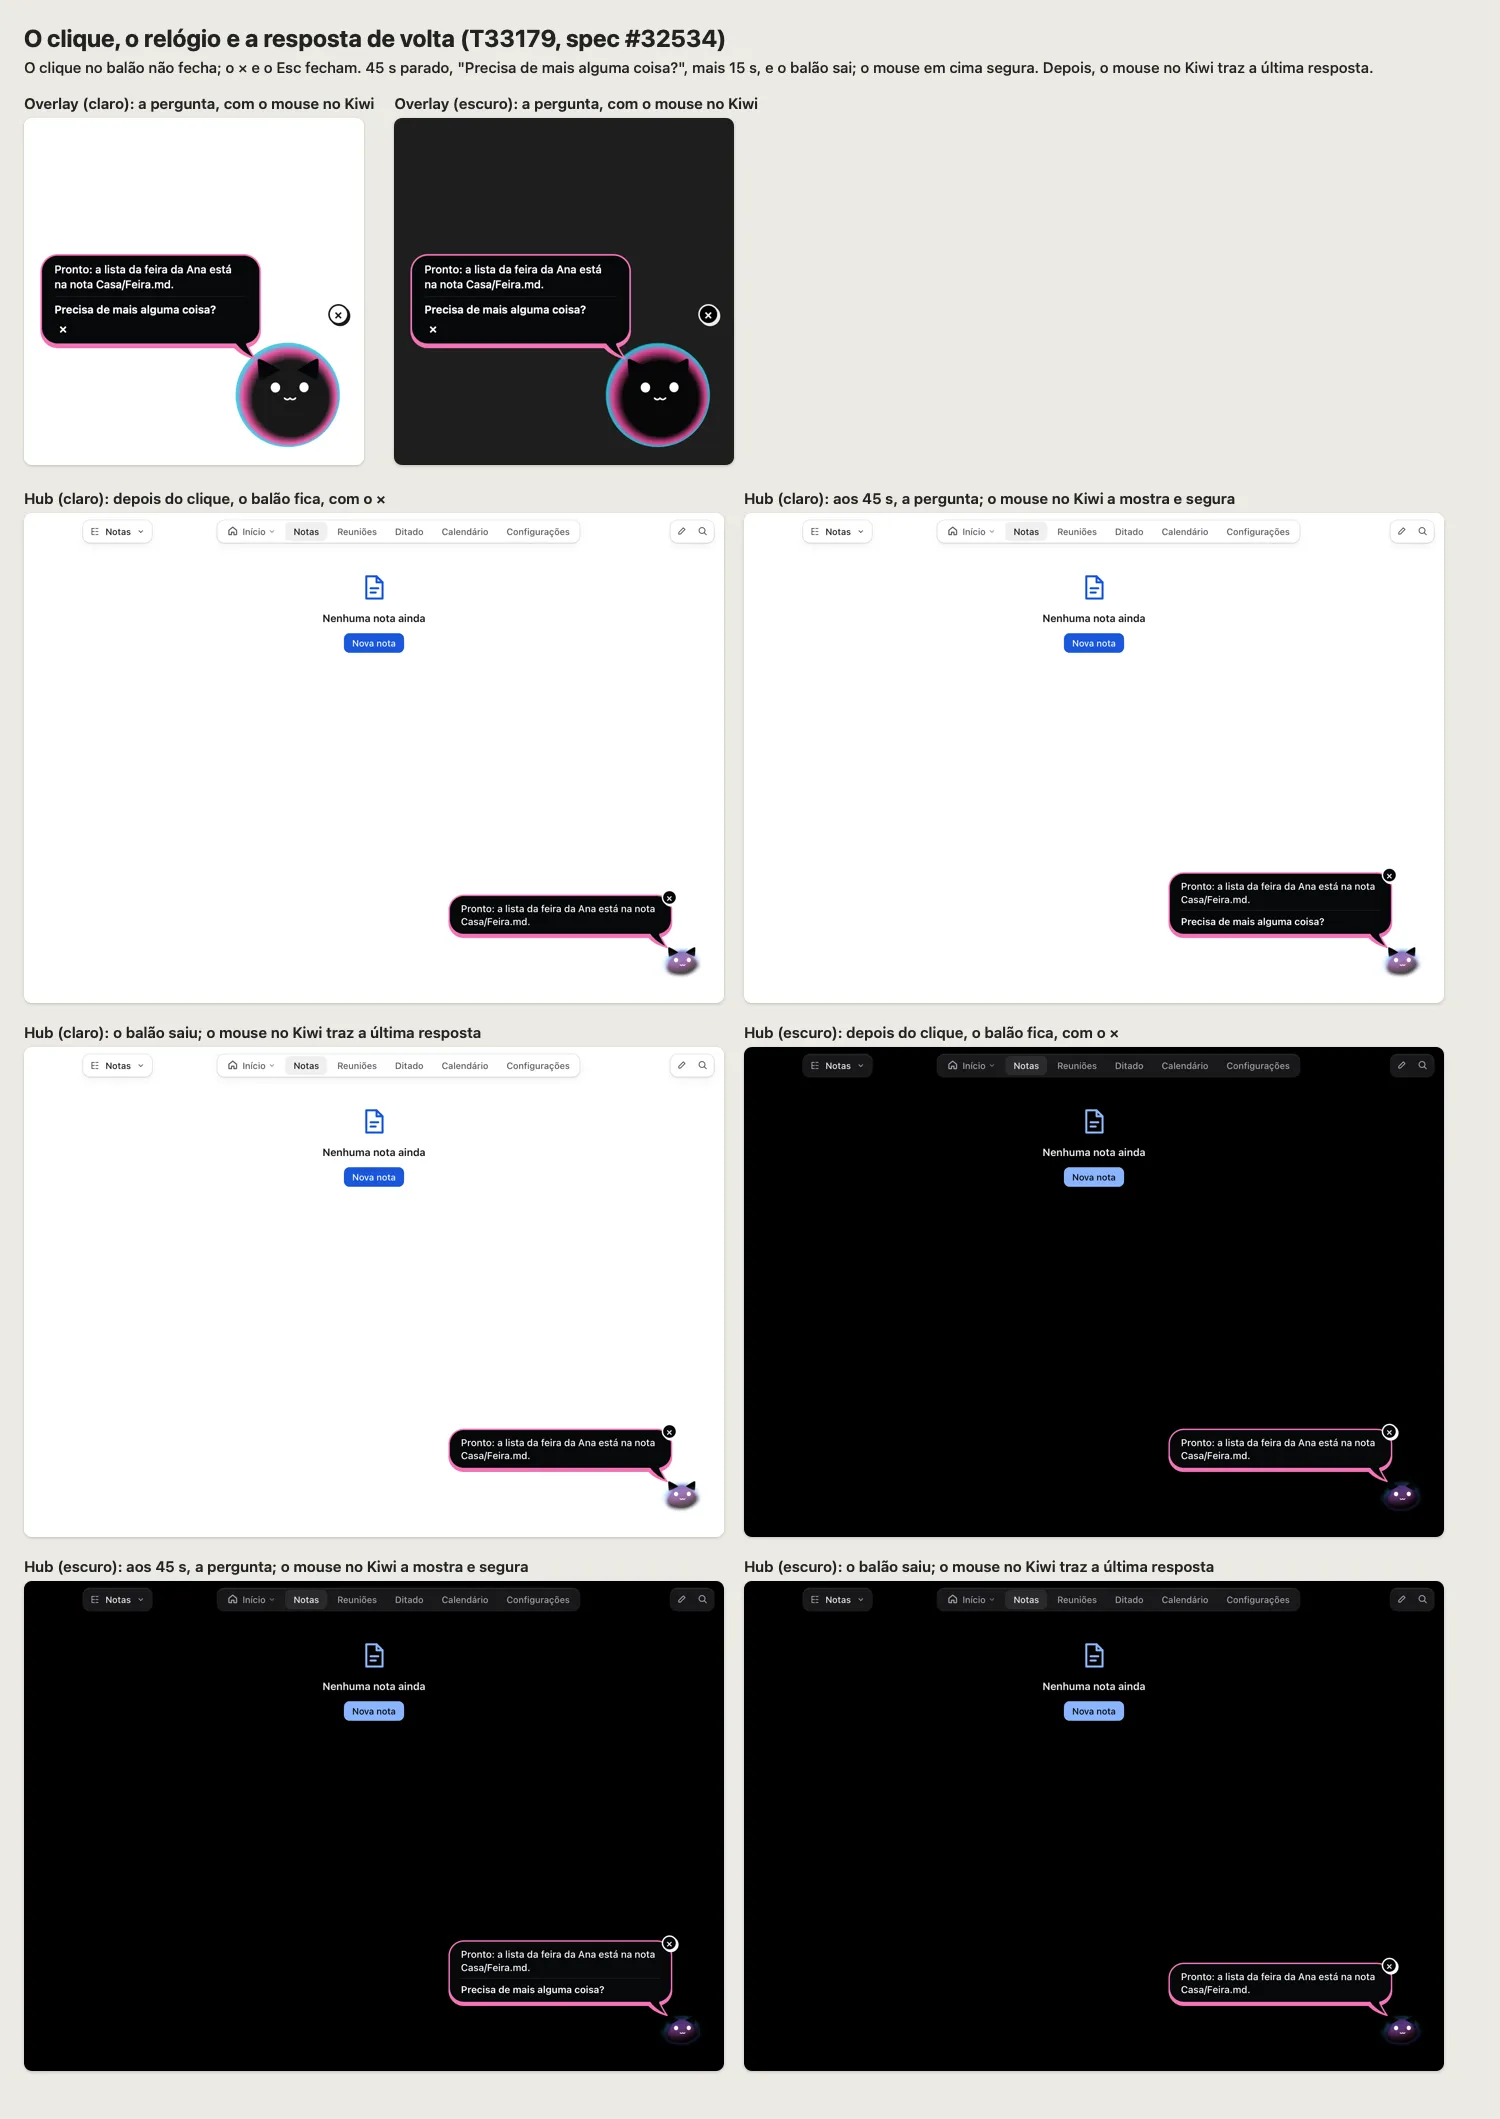 O clique, o relógio e a resposta de volta (T33179, spec #32534)
O clique no balão não fecha; o × e o Esc fecham. 45 s parado, "Precisa de mais alguma coisa?", mais 15 s, e o balão sai; o mouse em cima segura. Depois, o mouse no Kiwi traz a última resposta.
Overlay (claro): a pergunta, com o mouse no Kiwi
Pronto: a lista da feira da Ana está
na nota Casa/Feira.md.
Precisa de mais alguma coisa?
×
×
Overlay (escuro): a pergunta, com o mouse no Kiwi
Pronto: a lista da feira da Ana está
na nota Casa/Feira.md.
Precisa de mais alguma coisa?
×
×
Hub (claro): depois do clique, o balão fica, com o ×
Notas Início Notas Reuniões Ditado Calendário Configurações
Nenhuma nota ainda
Nova nota
×
Pronto: a lista da feira da Ana está na nota
Casa/Feira.md.
Hub (claro): aos 45 s, a pergunta; o mouse no Kiwi a mostra e segura
Notas Início Notas Reuniões Ditado Calendário Configurações
Nenhuma nota ainda
Nova nota
×
Pronto: a lista da feira da Ana está na nota
Casa/Feira.md.
Precisa de mais alguma coisa?
Hub (claro): o balão saiu; o mouse no Kiwi traz a última resposta
Notas Início Notas Reuniões Ditado Calendário Configurações
Nenhuma nota ainda
Nova nota
×
Pronto: a lista da feira da Ana está na nota
Casa/Feira.md.
Hub (escuro): depois do clique, o balão fica, com o ×
Notas Início Notas Reuniões Ditado Calendário Configurações
Nenhuma nota ainda
Nova nota
×
Pronto: a lista da feira da Ana está na nota
Casa/Feira.md.
Hub (escuro): aos 45 s, a pergunta; o mouse no Kiwi a mostra e segura
Notas Início Notas Reuniões Ditado Calendário Configurações
Nenhuma nota ainda
Nova nota
×
Pronto: a lista da feira da Ana está na nota
Casa/Feira.md.
Precisa de mais alguma coisa?
Hub (escuro): o balão saiu; o mouse no Kiwi traz a última resposta
Notas Início Notas Reuniões Ditado Calendário Configurações
Nenhuma nota ainda
Nova nota
×
Pronto: a lista da feira da Ana está na nota
Casa/Feira.md.